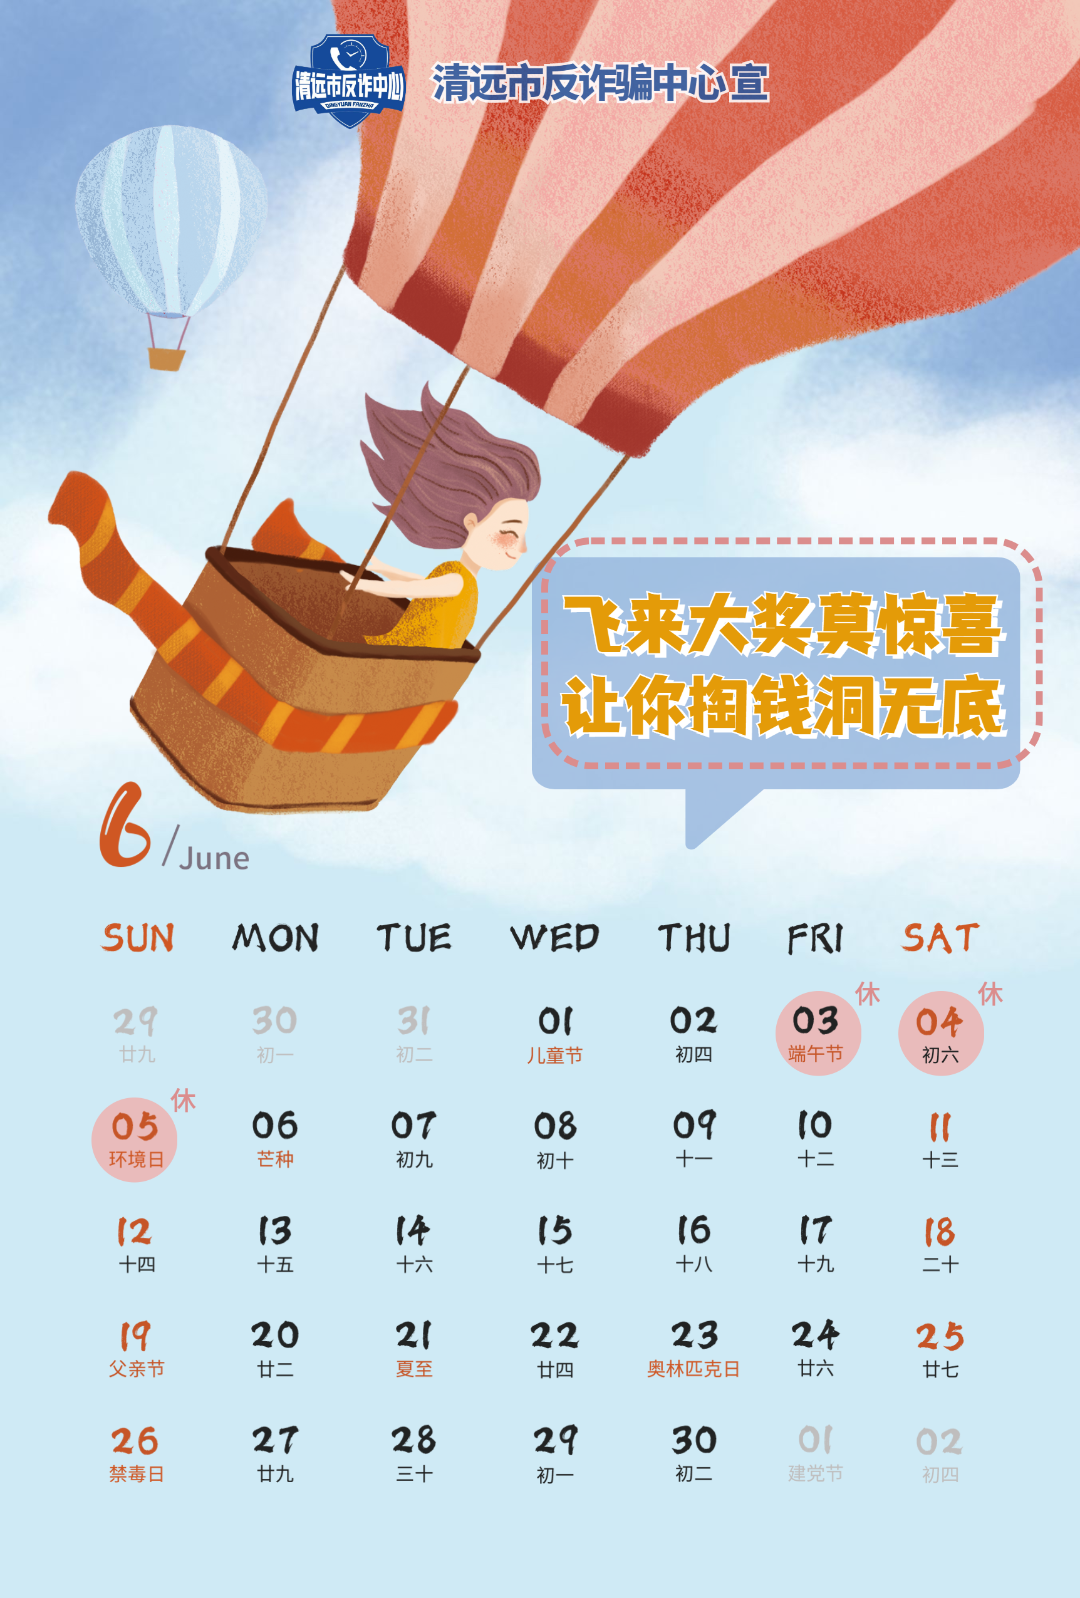 清远市反诈中心
QINGYUAN FANZHA
清远市反诈骗中心 宣
飞来大奖莫惊喜
让你掏钱洞无底
6/June
SUN MON TUE WED THU FRI SAT
休 休
29 30 31 01 02 03 04
廿九 初一 初二 儿童节 初四 端午节 初六
休
05 06 07 08 09 10 11
环境日 芒种 初九 初十 十一 十二 十三
12 13 14 15 16 17 18
十四 十五 十六 十七 十八 十九 二十
19 20 21 22 23 24 25
父亲节 廿二 夏至 廿四 奥林匹克日 廿六 廿七
26 27 28 29 30 01 02
禁毒日 廿九 三十 初一 初二 建党节 初四